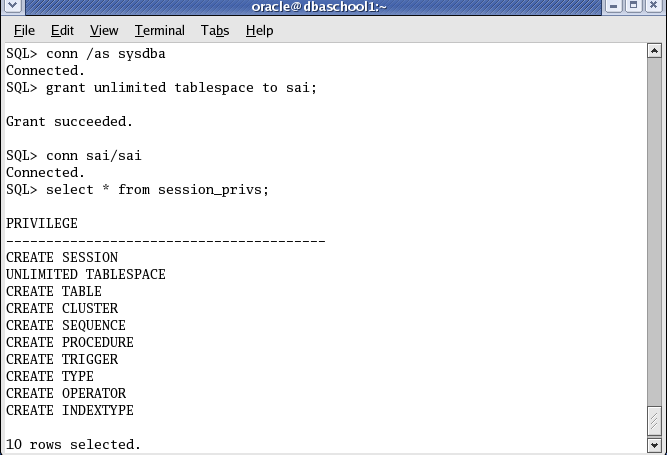 oracle@dbaschool1:~
File Edit View Terminal Tabs Help
SQL> conn /as sysdba
Connected.
SQL> grant unlimited tablespace to sai;
Grant succeeded.
SQL> conn sai/sai
Connected.
SQL> select * from session_privs;
PRIVILEGE
----------------------------------------
CREATE SESSION
UNLIMITED TABLESPACE
CREATE TABLE
CREATE CLUSTER
CREATE SEQUENCE
CREATE PROCEDURE
CREATE TRIGGER
CREATE TYPE
CREATE OPERATOR
CREATE INDEXTYPE
10 rows selected.